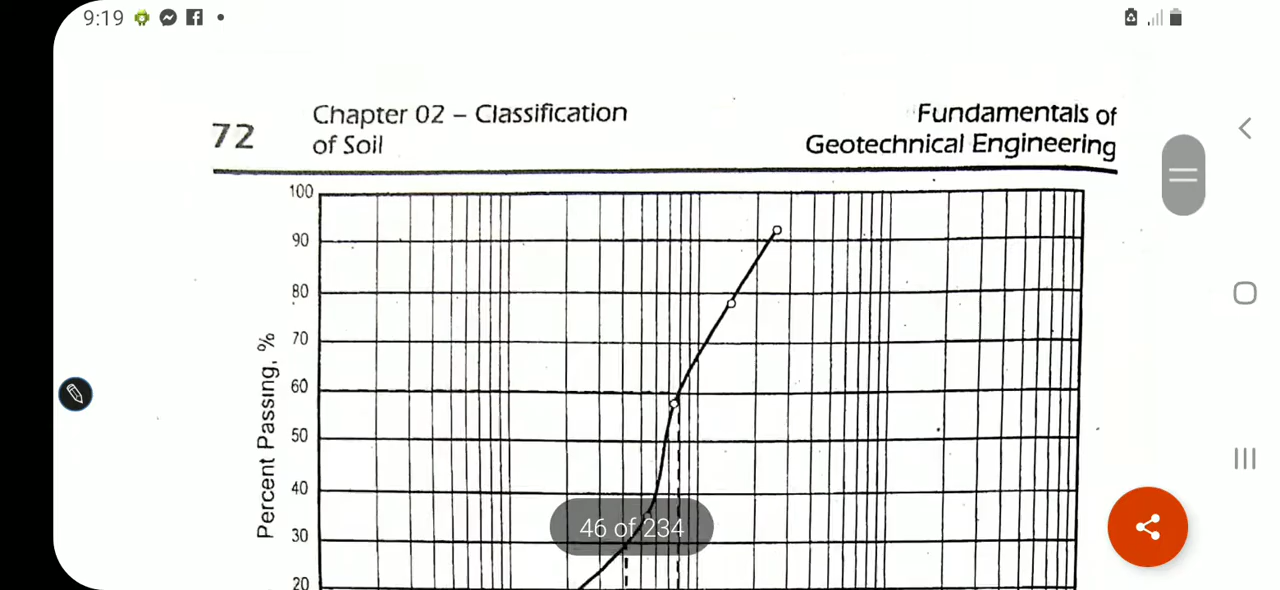 9:19
72
Chapter 02 – Classification
of Soil
Fundamentals of
Geotechnical Engineering
100
90
80
70
60
50
40
30
20
Percent Passing, %
46 of 234